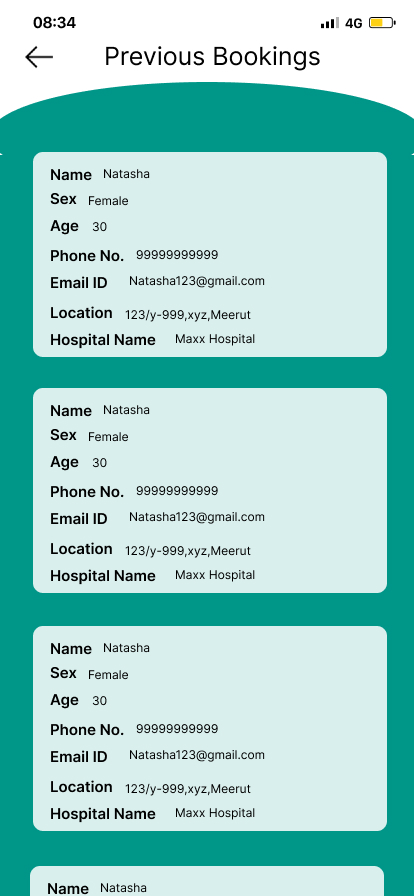 08:34 4G
Previous Bookings
Name Natasha
Sex Female
Age 30
Phone No. 99999999999
Email ID Natasha123@gmail.com
Location 123/y-999,xyz,Meerut
Hospital Name Maxx Hospital
Name Natasha
Sex Female
Age 30
Phone No. 99999999999
Email ID Natasha123@gmail.com
Location 123/y-999,xyz,Meerut
Hospital Name Maxx Hospital
Name Natasha
Sex Female
Age 30
Phone No. 99999999999
Email ID Natasha123@gmail.com
Location 123/y-999,xyz,Meerut
Hospital Name Maxx Hospital
Name Natasha